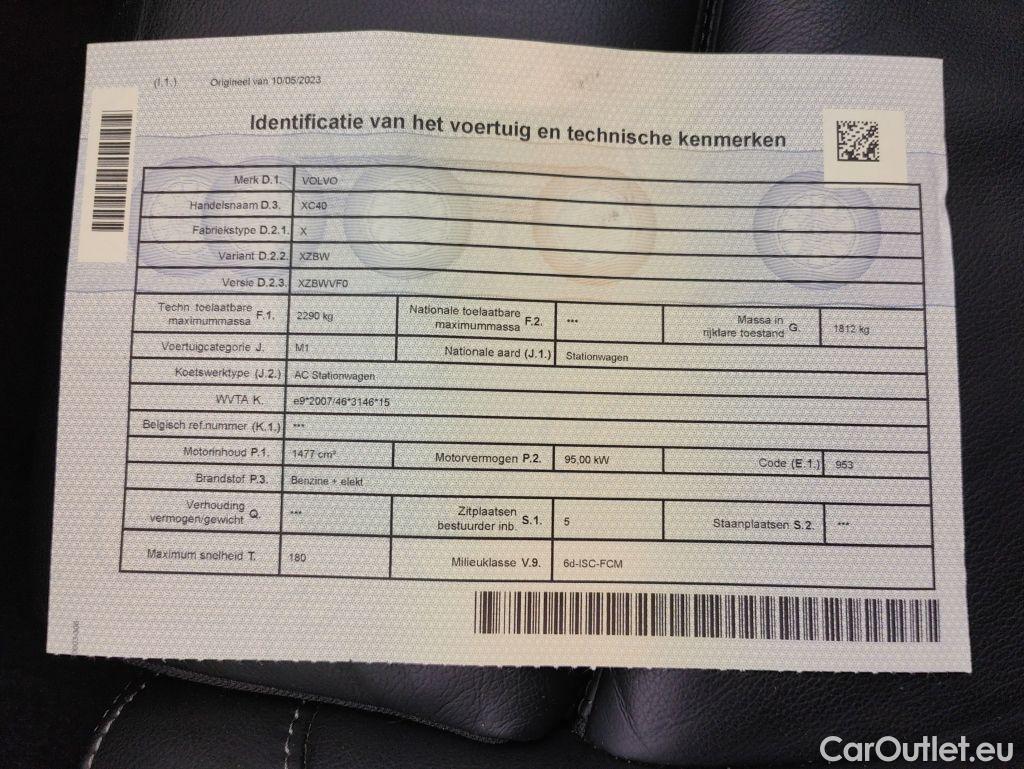 (I.1.) Origineel van 10/05/2023
Identificatie van het voertuig en technische kenmerken
Merk D.1. VOLVO
Handelsnaam D.3. XC40
Fabriekstype D.2.1. X
Variant D.2.2. XZBW
Versie D.2.3. XZBWVF0
Techn toelaatbare maximummassa F.1. 2290 kg Nationale toelaatbare maximummassa F.2. *** Massa in rijklare toestand G. 1812 kg
Voertuigcategorie J. M1 Nationale aard (J.1.) Stationwagen
Koetswerktype (J.2.) AC Stationwagen
WVTA K. e9*2007/46*3146*15
Belgisch ref.nummer (K.1.) ***
Motorinhoud P.1. 1477 cm³ Motorvermogen P.2. 95,00 kW Code (E.1.) 953
Brandstof P.3. Benzine + elekt
Verhouding vermogen/gewicht Q. *** Zitplaatsen bestuurder inb. S.1. 5 Staanplaatsen S.2. ***
Maximum snelheid T. 180 Milieuklasse V.9. 6d-ISC-FCM
CarOutlet.eu